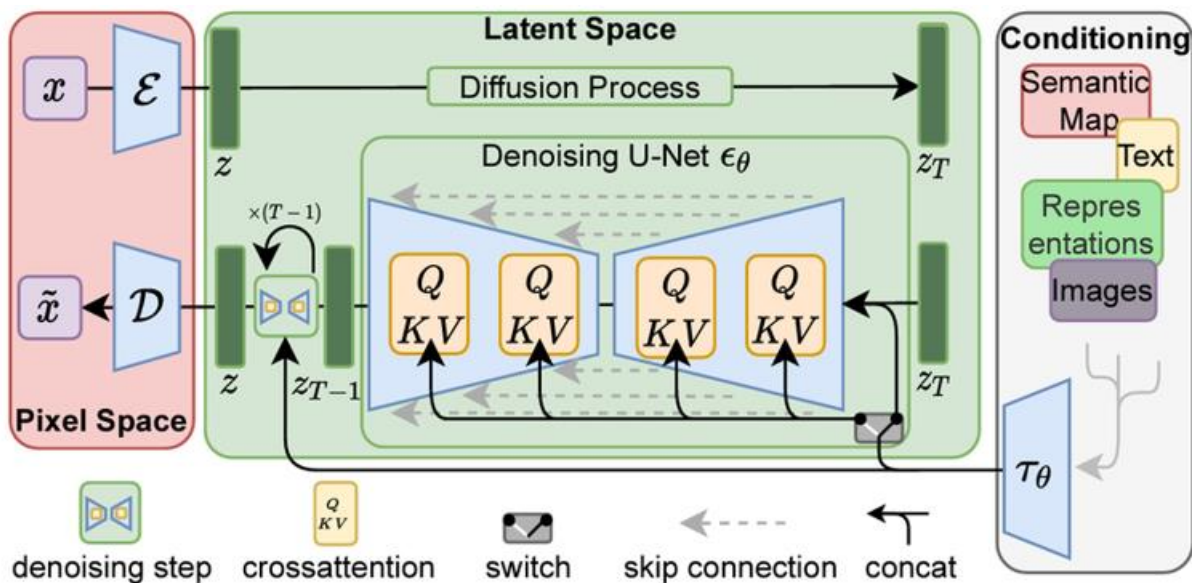 Latent Space
Conditioning
x
ℰ
Diffusion Process
z
z_T
Semantic
Map
Text
Repres
entations
Images
Denoising U-Net ϵ_θ
×(T−1)
x̃
𝒟
Q
KV
Q
KV
Q
KV
Q
KV
z
z_{T−1}
z_T
Pixel Space
τ_θ
Q
KV
denoising step
crossattention
switch
skip connection
concat